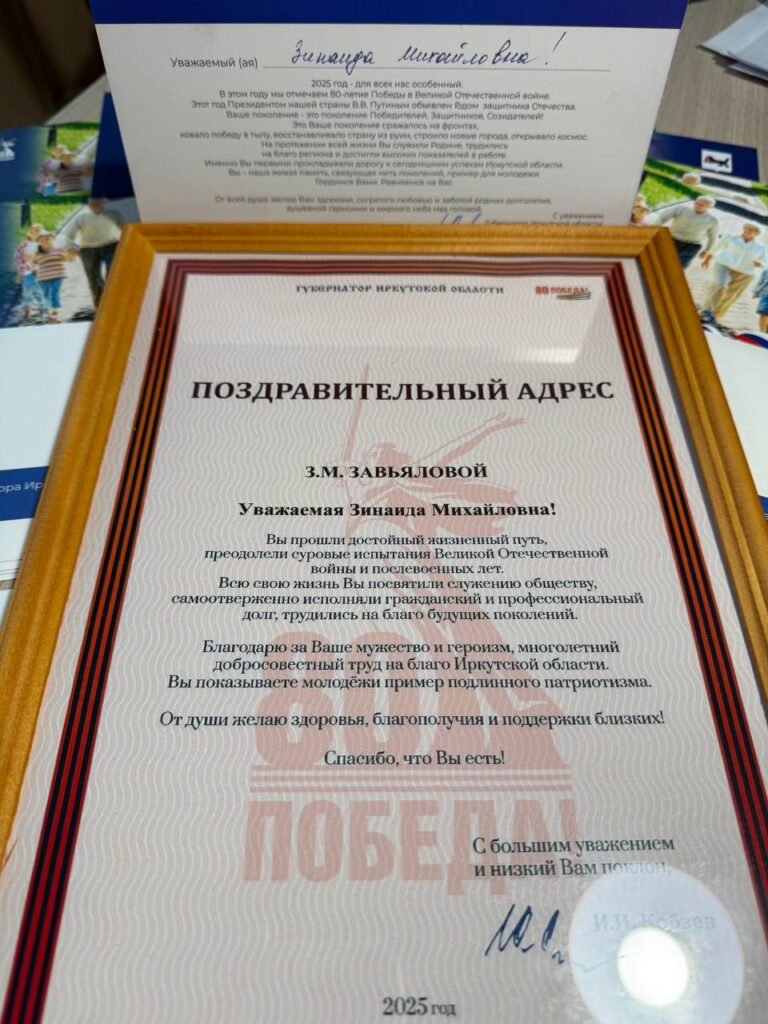 Уважаемый (ая) Зинаида Михайловна!
2025 год - для всех нас особенный.
В этом году мы отмечаем 80-летие Победы в Великой Отечественной войне.
Этот год Президентом нашей страны В.В. Путиным объявлен Годом защитника Отечества.
Ваше поколение - это поколение Победителей, Защитников, Созидателей!
Это Ваше поколение сражалось на фронтах,
ковало победу в тылу, восстанавливало страну из руин, строило новые города, открывало космос.
На протяжении всей жизни Вы служили Родине, трудились
на благо региона и достигли высоких показателей в работе.
Именно Вы первыми прокладывали дорогу к сегодняшним успехам Иркутской области.
Вы - наша живая память, связующая нить поколений, пример для молодежи.
Гордимся Вами. Равняемся на Вас.
От всей души желаю Вам здоровья, согретого любовью и заботой родных долголетия,
душевной гармонии и мирного неба над головой.
С уважением,
Губернатор Иркутской области
ора Ир
ГУБЕРНАТОР ИРКУТСКОЙ ОБЛАСТИ
80 ПОБЕДА!
ПОЗДРАВИТЕЛЬНЫЙ АДРЕС
З.М. ЗАВЬЯЛОВОЙ
Уважаемая Зинаида Михайловна!
Вы прошли достойный жизненный путь,
преодолели суровые испытания Великой Отечественной
войны и послевоенных лет.
Всю свою жизнь Вы посвятили служению обществу,
самоотверженно исполняли гражданский и профессиональный
долг, трудились на благо будущих поколений.
Благодарю за Ваше мужество и героизм, многолетний
добросовестный труд на благо Иркутской области.
Вы показываете молодёжи пример подлинного патриотизма.
От души желаю здоровья, благополучия и поддержки близких!
Спасибо, что Вы есть!
80
ПОБЕДА!
С большим уважением
и низкий Вам поклон,
И.И. Кобзев
2025 год